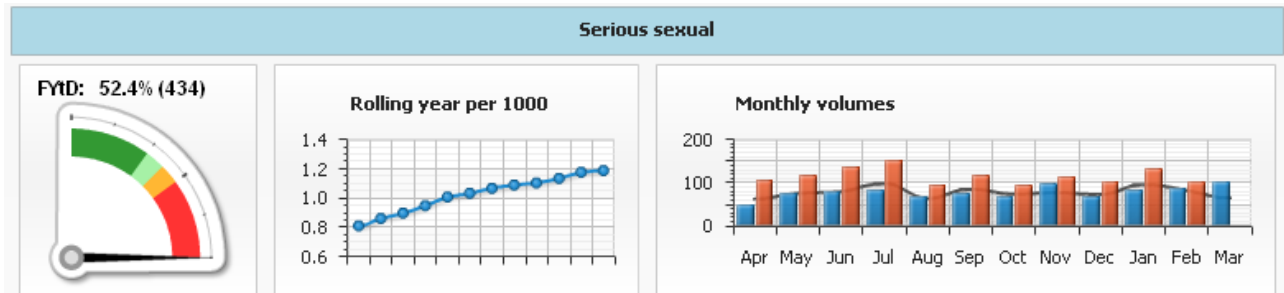 Serious sexual
FYtD: 52.4% (434)
Rolling year per 1000
1.4
1.2
1.0
0.8
0.6
Monthly volumes
200
100
0
Apr May Jun Jul Aug Sep Oct Nov Dec Jan Feb Mar